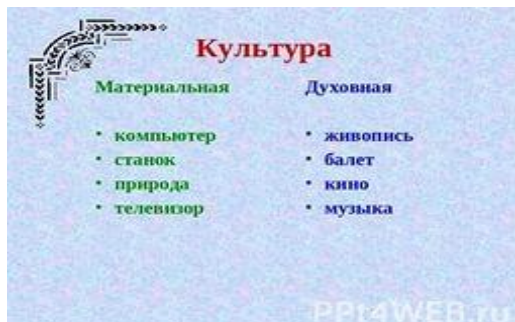 Культура
Материальная
• компьютер
• станок
• природа
• телевизор
Духовная
• живопись
• балет
• кино
• музыка
PPt4WEB.ru